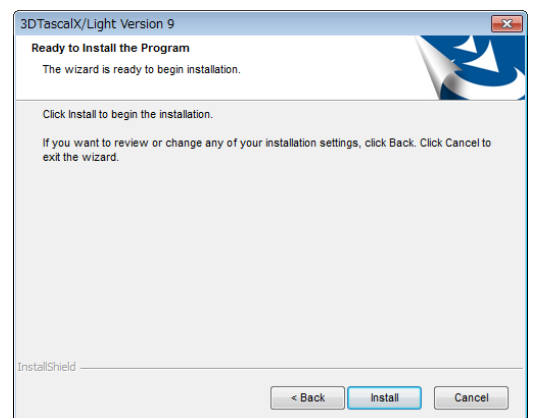 3DTascalX/Light Version 9
Ready to Install the Program
The wizard is ready to begin installation.
Click Install to begin the installation.
If you want to review or change any of your installation settings, click Back. Click Cancel to
exit the wizard.
InstallShield
< Back Install Cancel